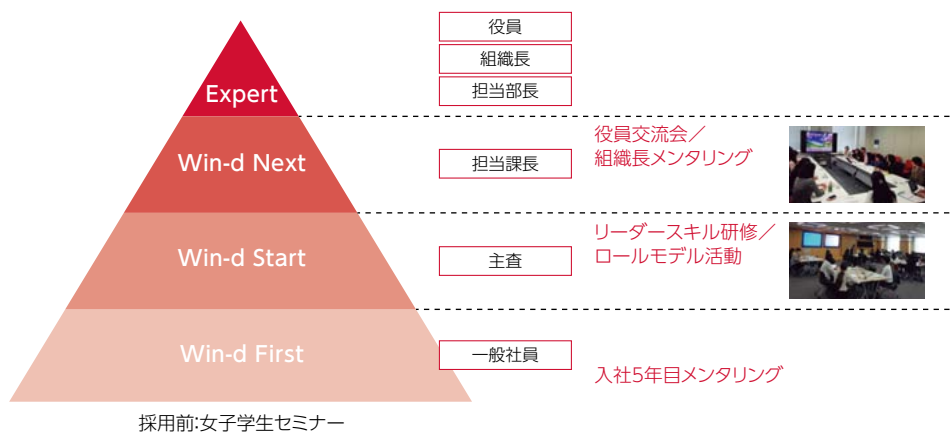 役員
組織長
担当部長
Expert
Win-d Next
担当課長
役員交流会／
組織長メンタリング
Win-d Start
主査
リーダースキル研修／
ロールモデル活動
Win-d First
一般社員
入社5年目メンタリング
採用前:女子学生セミナー